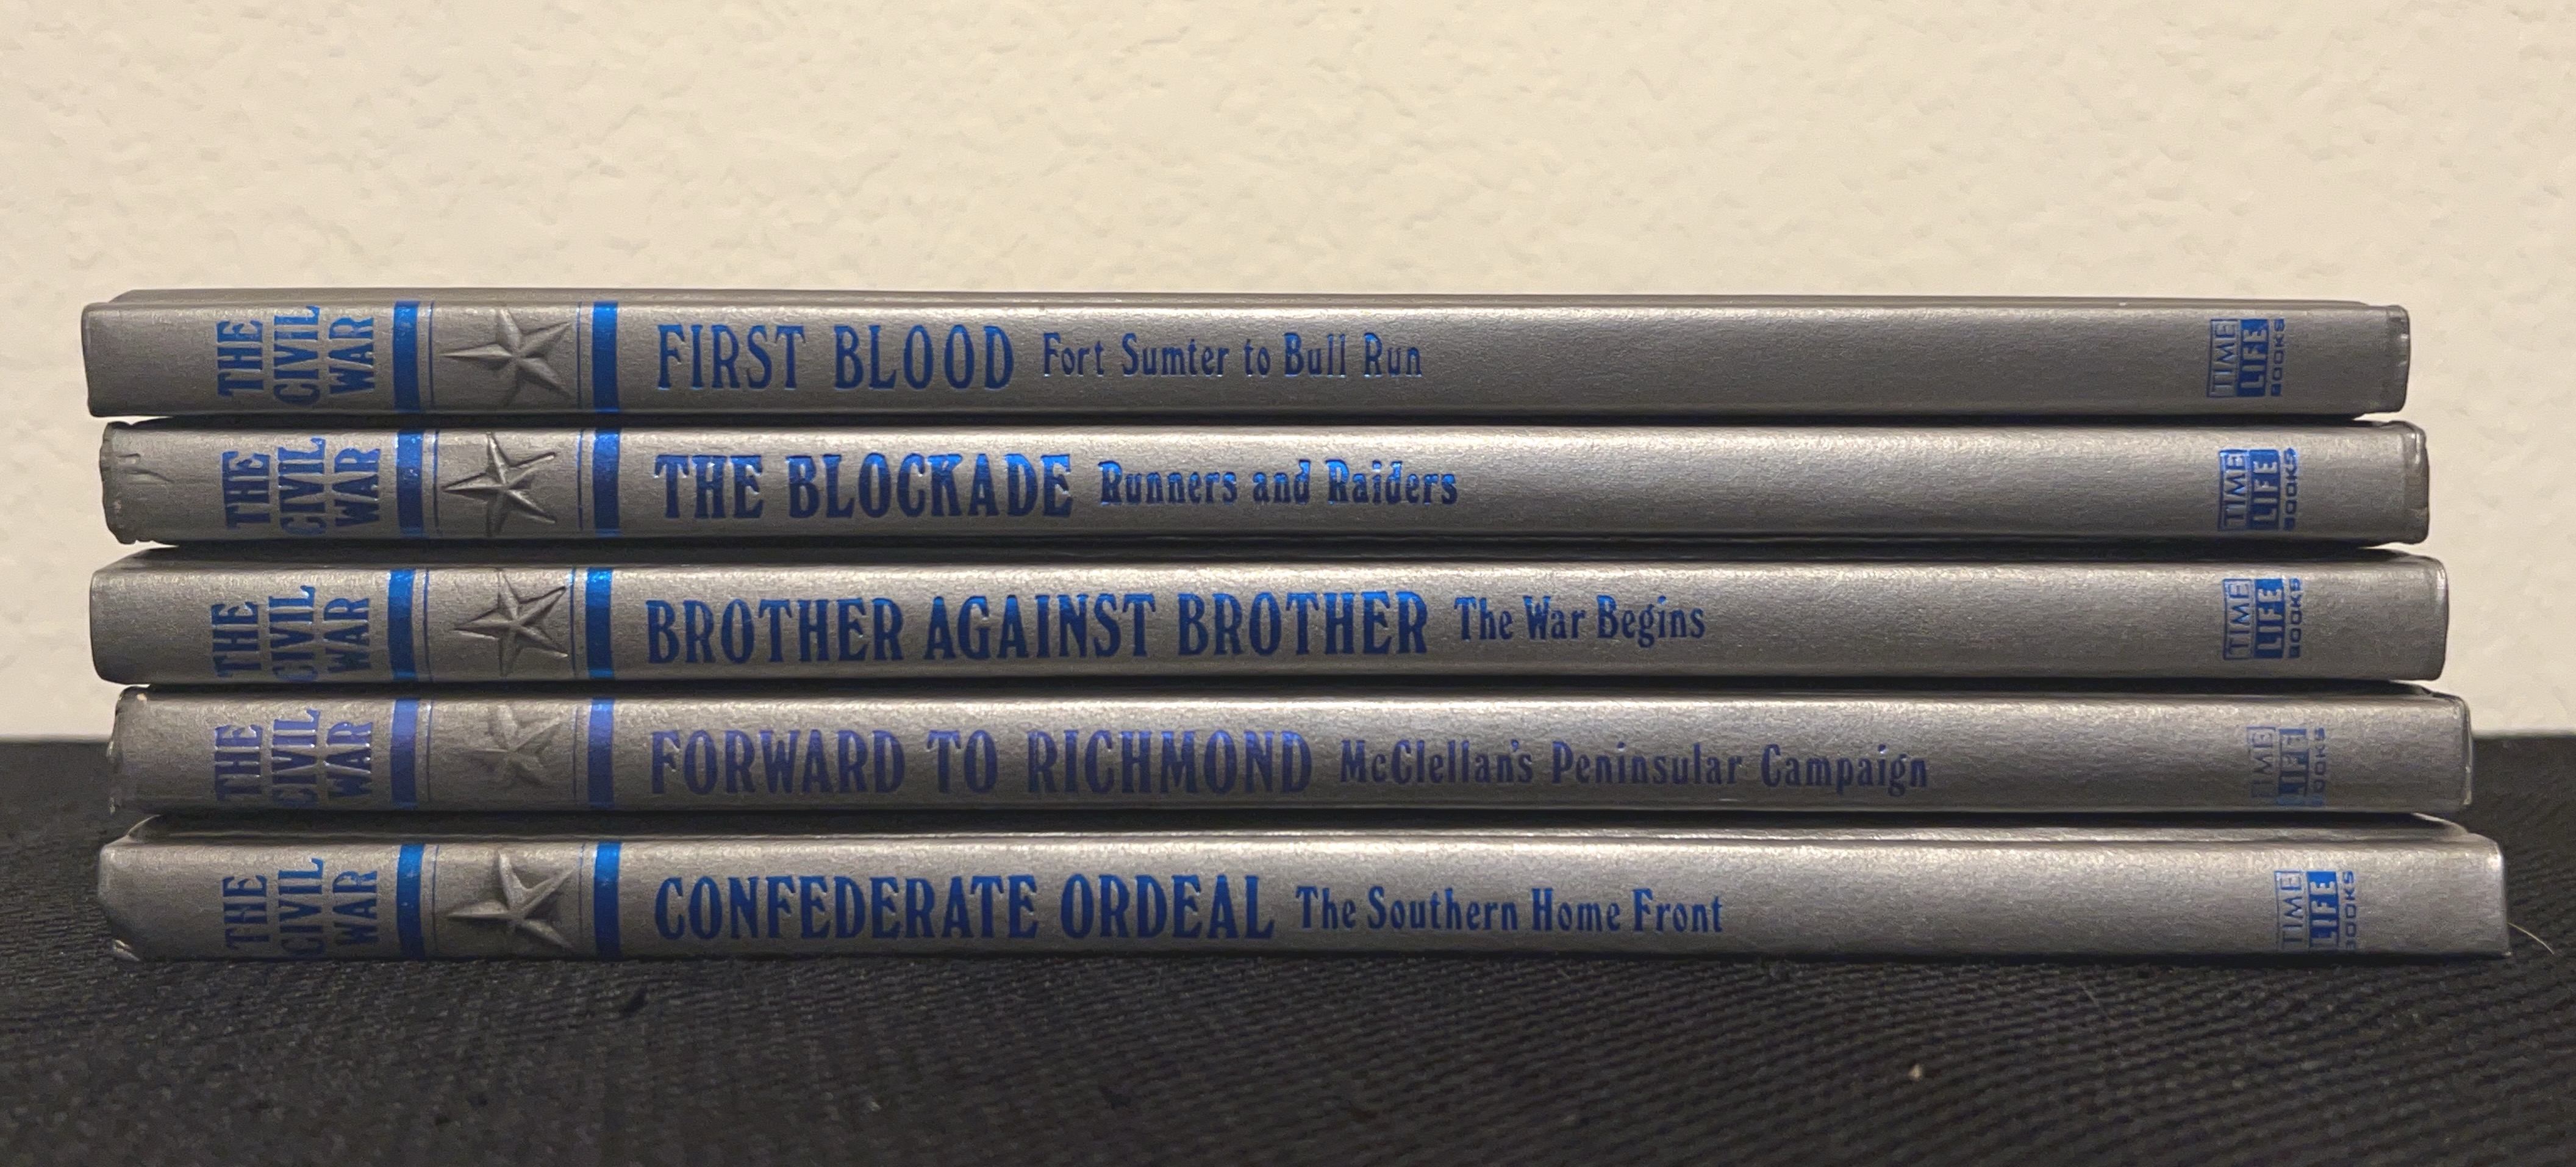 THE
CIVIL
WAR
FIRST BLOOD Fort Sumter to Bull Run
TIME
LIFE
BOOKS
THE
CIVIL
WAR
THE BLOCKADE Runners and Raiders
TIME
LIFE
BOOKS
THE
CIVIL
WAR
BROTHER AGAINST BROTHER The War Begins
TIME
LIFE
BOOKS
THE
CIVIL
WAR
FORWARD TO RICHMOND McClellan's Peninsular Campaign
TIME
LIFE
BOOKS
THE
CIVIL
WAR
CONFEDERATE ORDEAL The Southern Home Front
TIME
LIFE
BOOKS